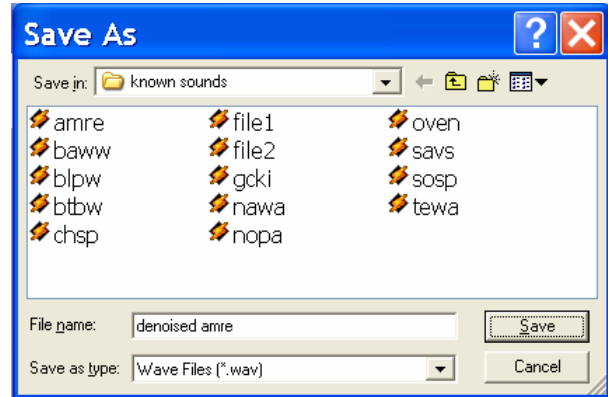 Save As
Save in: known sounds
amre file1 oven
baww file2 savs
blpw gcki sosp
btbw nawa tewa
chsp nopa
File name: denoised amre Save
Save as type: Wave Files (*.wav) Cancel